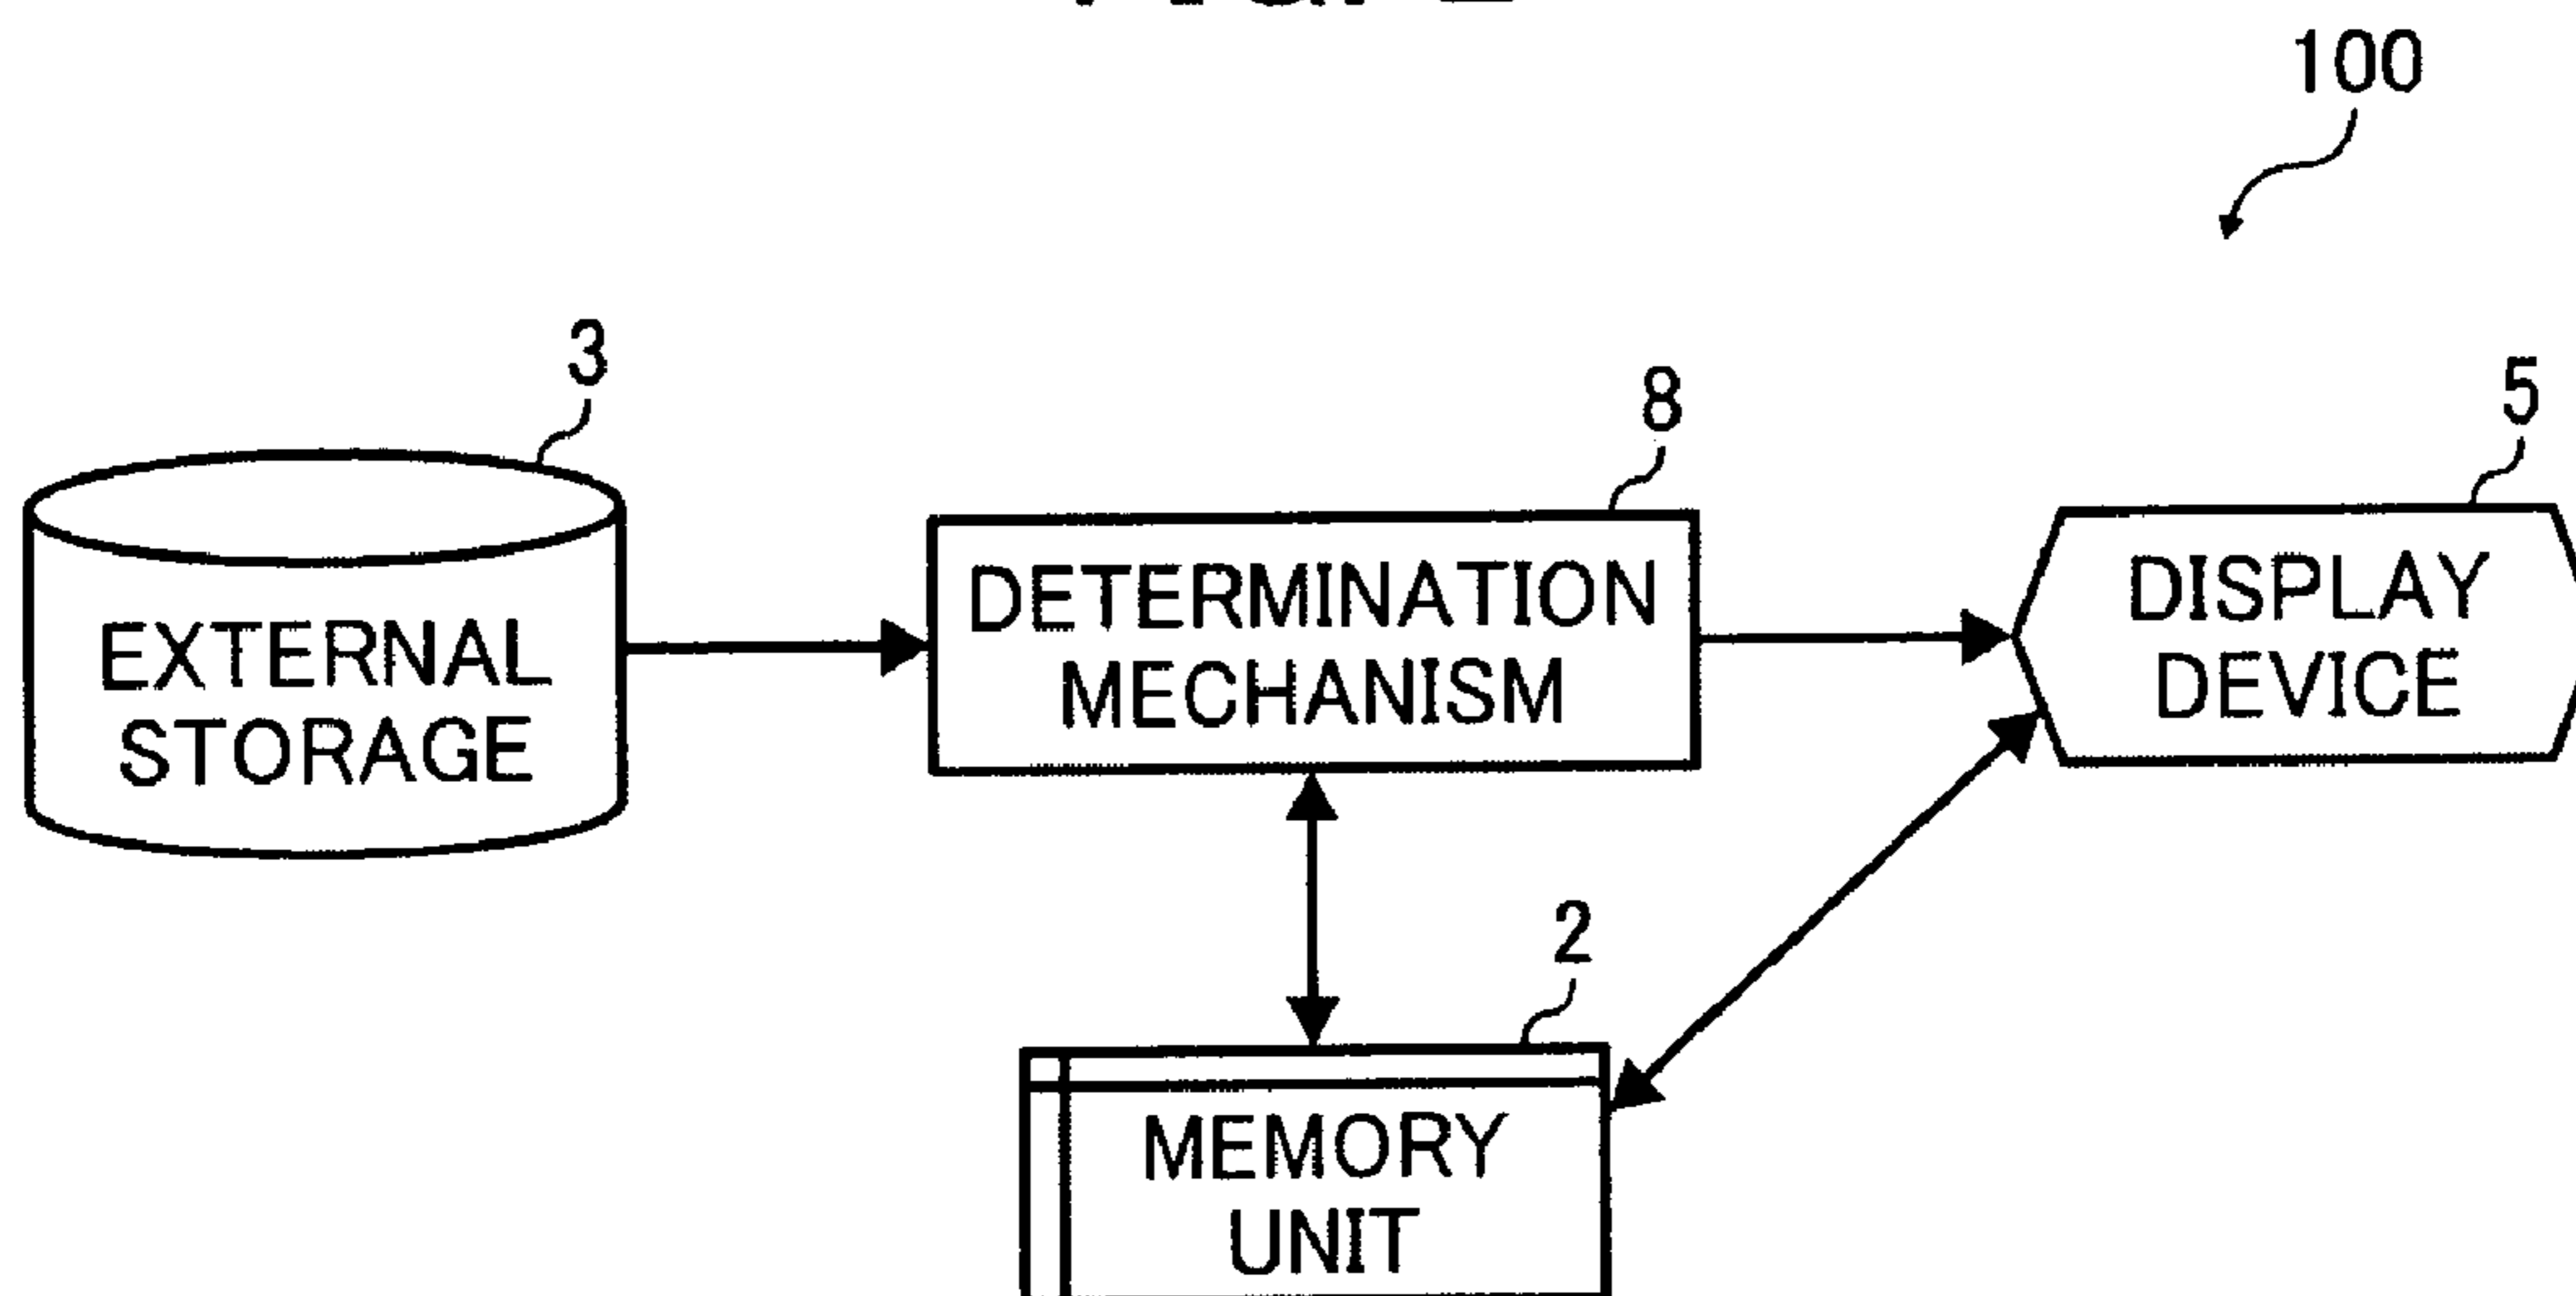 100
3
8
5
EXTERNAL
STORAGE
DETERMINATION
MECHANISM
DISPLAY
DEVICE
2
MEMORY
UNIT